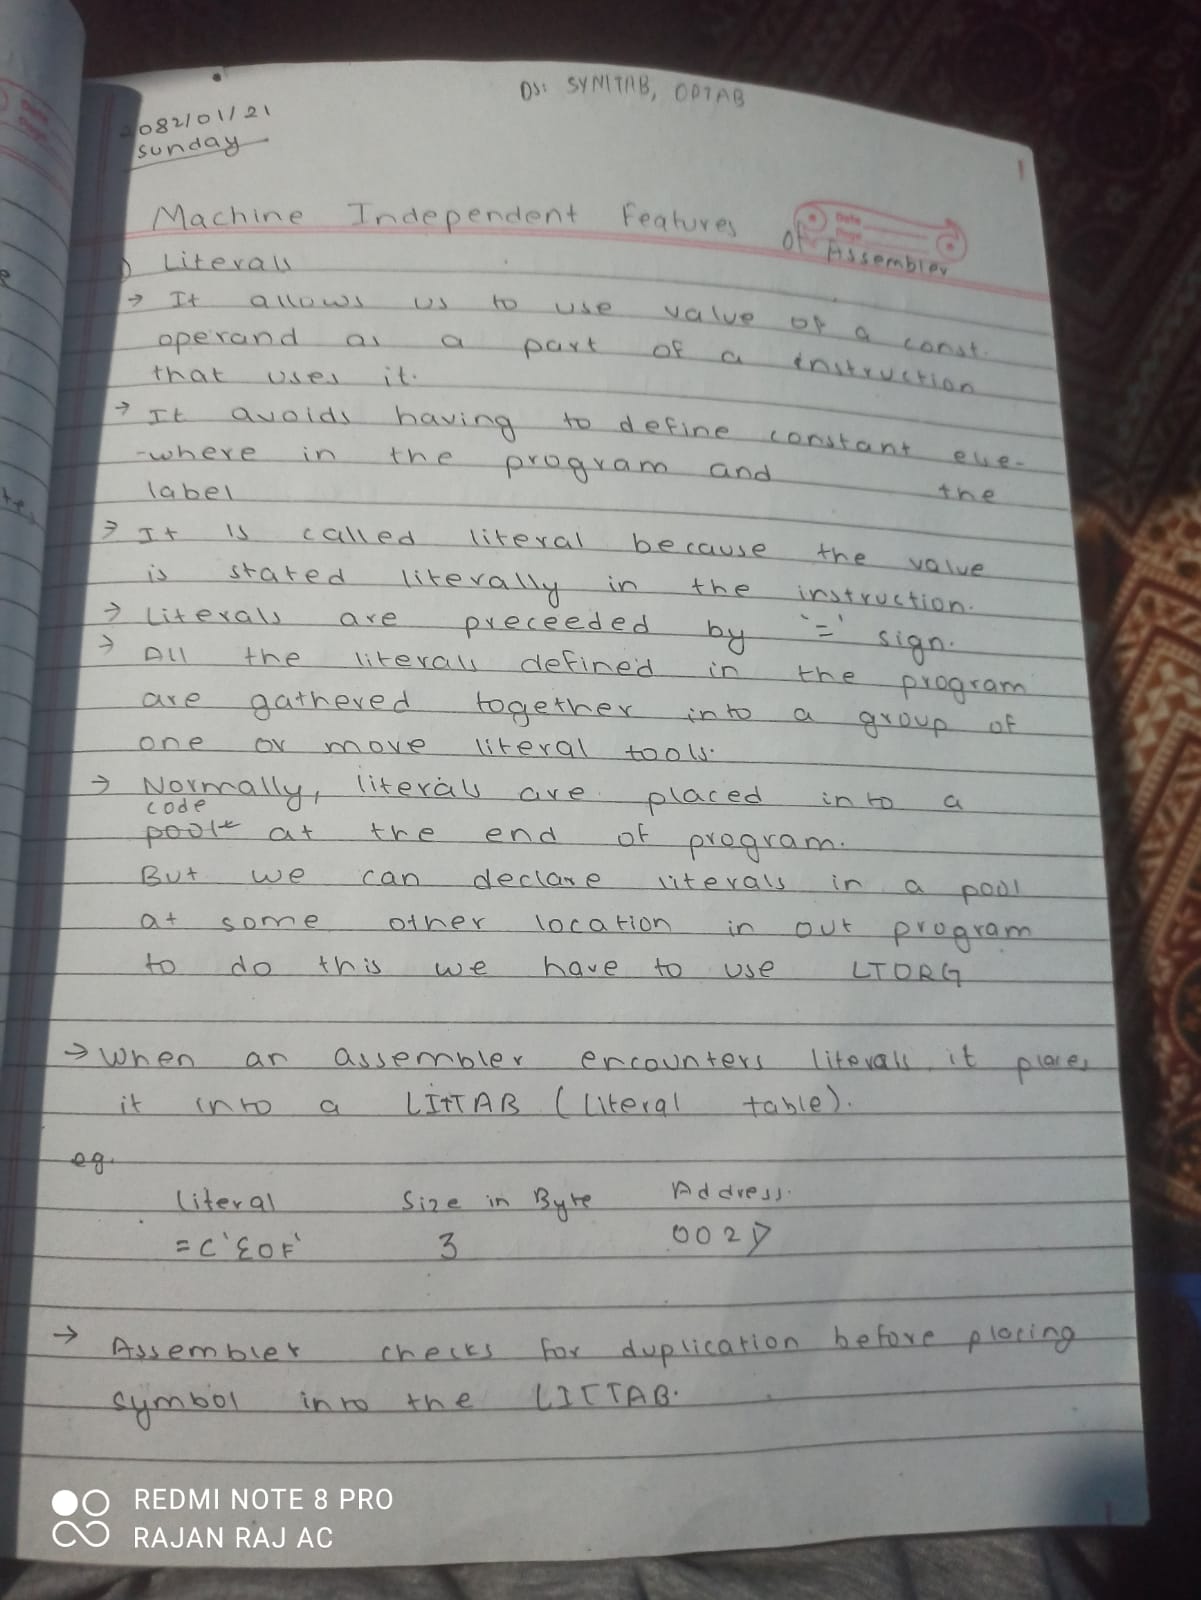 DS: SYMTAB, OPTAB
2082/01/21
sunday
Machine Independent Features of Assembler
Date
Page
1) Literals
→ It allows us to use value of a const.
operand as a part of a instruction
that uses it.
→ It avoids having to define constant else-
-where in the program and the
label
→ It is called literal because the value
is stated literally in the instruction.
→ Literals are preceeded by '=' sign.
→ All the literals defined in the program
are gathered together into a group of
one or more literal tools.
→ Normally, literals are placed into a
code
pool at the end of program.
But we can declare literals in a pool
at some other location in out program
to do this we have to use LTORG
→ When an assembler encounters literals it places
it into a LITTAB (literal table).
eg.
Literal Size in Byte Address.
=C'EOF' 3 002D
→ Assembler checks for duplication before placing
symbol into the LITTAB.
REDMI NOTE 8 PRO
RAJAN RAJ AC